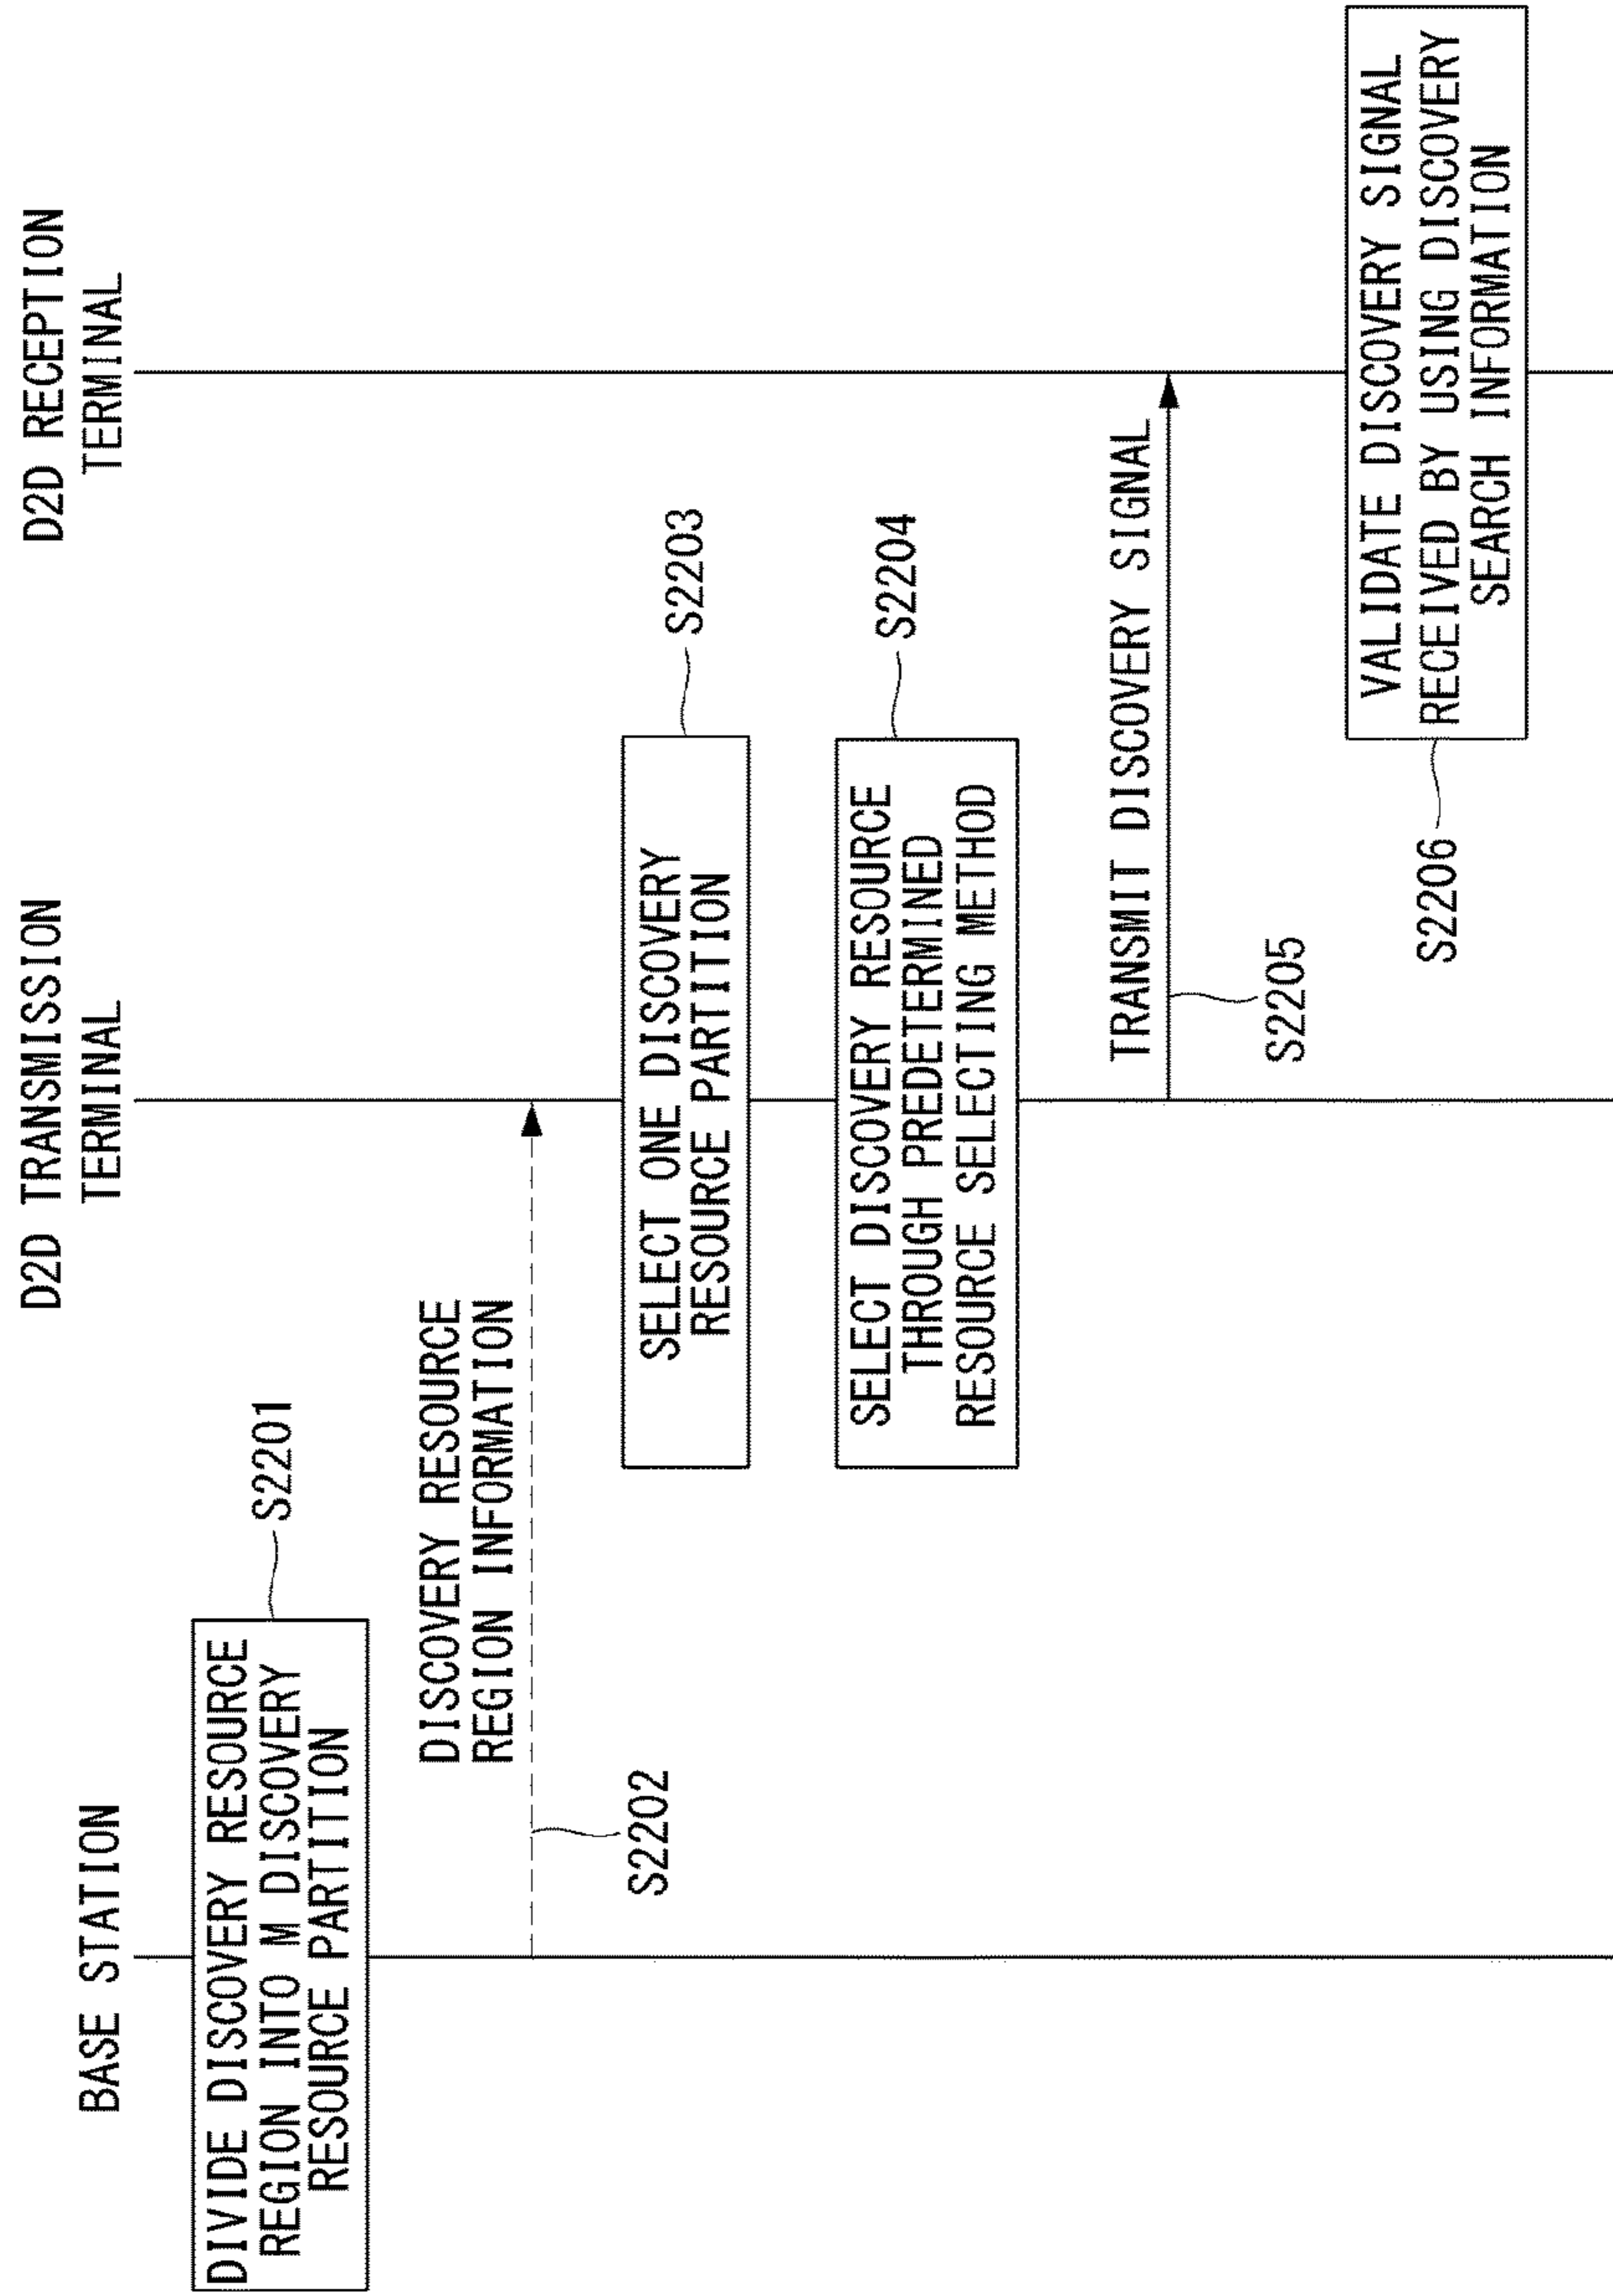 BASE STATION
D2D TRANSMISSION
TERMINAL
D2D RECEPTION
TERMINAL
DIVIDE DISCOVERY RESOURCE
REGION INTO M DISCOVERY
RESOURCE PARTITION
S2201
DISCOVERY RESOURCE
REGION INFORMATION
S2202
SELECT ONE DISCOVERY
RESOURCE PARTITION
S2203
SELECT DISCOVERY RESOURCE
THROUGH PREDETERMINED
RESOURCE SELECTING METHOD
S2204
TRANSMIT DISCOVERY SIGNAL
S2205
VALIDATE DISCOVERY SIGNAL
RECEIVED BY USING DISCOVERY
SEARCH INFORMATION
S2206